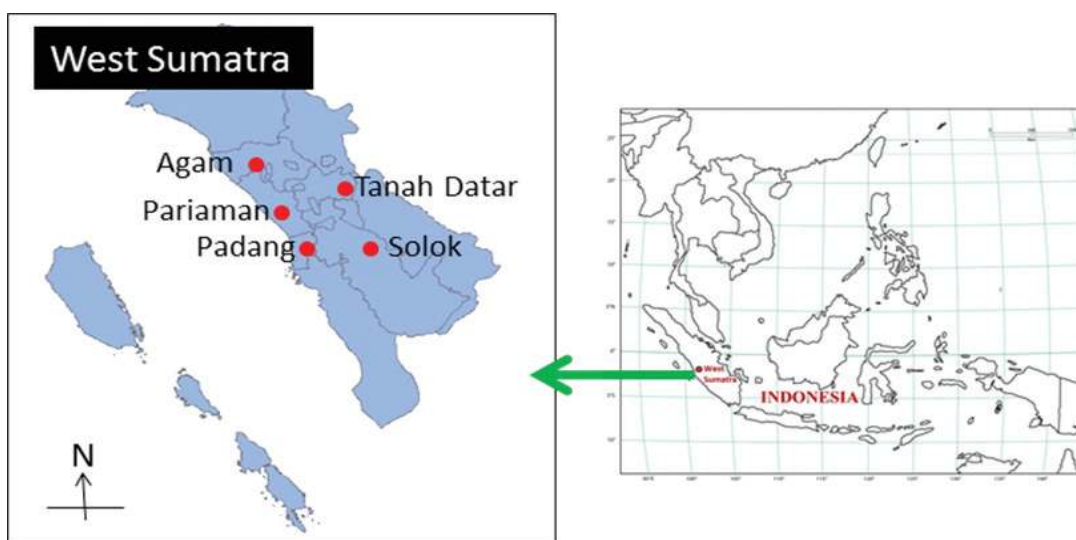 West Sumatra
Agam
Tanah Datar
Pariaman
Padang
Solok
N
West
Sumatra
INDONESIA